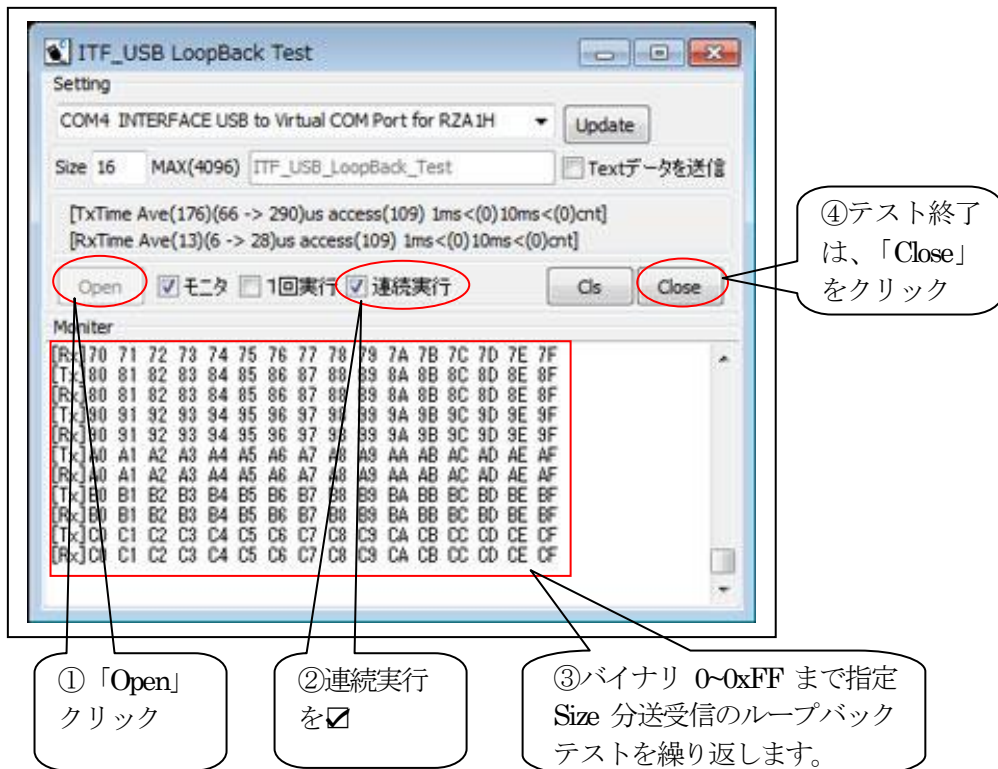 ITF_USB LoopBack Test
Setting
COM4 INTERFACE USB to Virtual COM Port for RZA1H
Update
Size 16 MAX(4096) ITF_USB_LoopBack_Test Textデータを送信
[TxTime Ave(176)(66 -> 290)us access(109) 1ms<(0)10ms<(0)cnt]
[RxTime Ave(13)(6 -> 28)us access(109) 1ms<(0)10ms<(0)cnt]
Open モニタ 1回実行 連続実行 Cls Close
Moniter
[Rx]70 71 72 73 74 75 76 77 78 79 7A 7B 7C 7D 7E 7F
[Tx]80 81 82 83 84 85 86 87 88 89 8A 8B 8C 8D 8E 8F
[Rx]80 81 82 83 84 85 86 87 88 89 8A 8B 8C 8D 8E 8F
[Tx]90 91 92 93 94 95 96 97 98 99 9A 9B 9C 9D 9E 9F
[Rx]90 91 92 93 94 95 96 97 98 99 9A 9B 9C 9D 9E 9F
[Tx]A0 A1 A2 A3 A4 A5 A6 A7 A8 A9 AA AB AC AD AE AF
[Rx]A0 A1 A2 A3 A4 A5 A6 A7 A8 A9 AA AB AC AD AE AF
[Tx]B0 B1 B2 B3 B4 B5 B6 B7 B8 B9 BA BB BC BD BE BF
[Rx]B0 B1 B2 B3 B4 B5 B6 B7 B8 B9 BA BB BC BD BE BF
[Tx]C0 C1 C2 C3 C4 C5 C6 C7 C8 C9 CA CB CC CD CE CF
[Rx]C0 C1 C2 C3 C4 C5 C6 C7 C8 C9 CA CB CC CD CE CF
④テスト終了
は、「Close」
をクリック
①「Open」
クリック
②連続実行
を☑
③バイナリ 0~0xFF まで指定
Size 分送受信のループバック
テストを繰り返します。